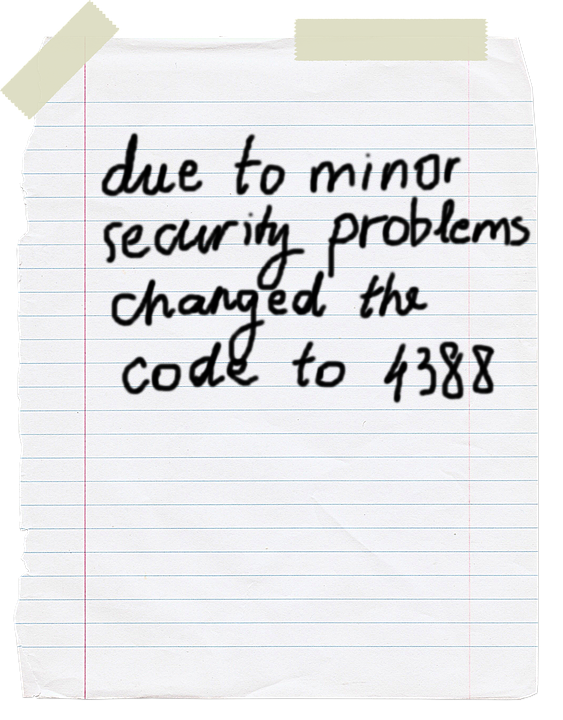 due to minor
security problems
changed the
code to 4388